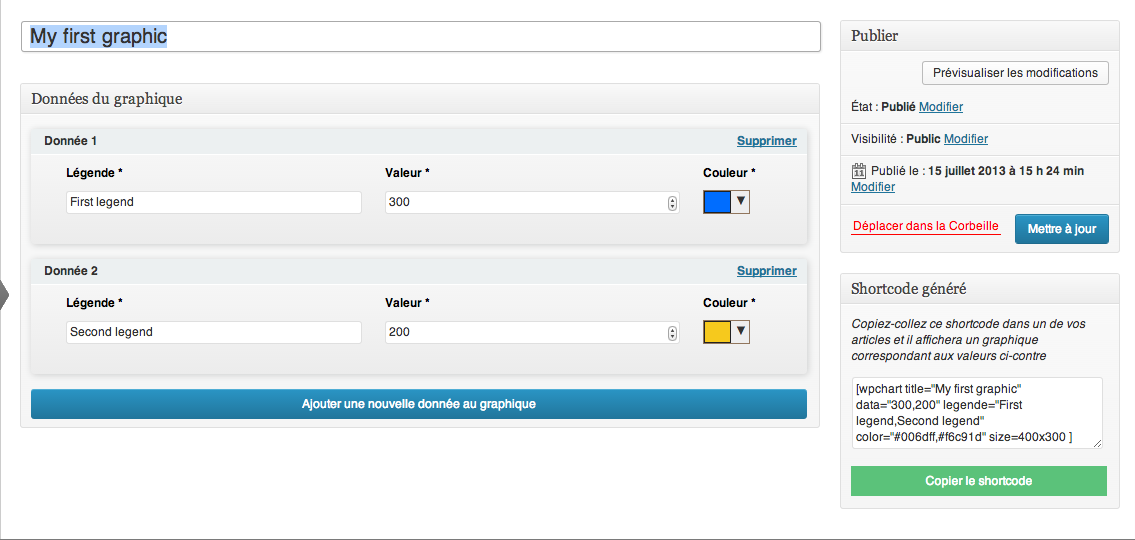 My first graphic
Données du graphique
Donnée 1
Supprimer
Légende *
Valeur *
Couleur *
First legend
300
Donnée 2
Supprimer
Légende *
Valeur *
Couleur *
Second legend
200
Ajouter une nouvelle donnée au graphique
Publier
Prévisualiser les modifications
État : Publié Modifier
Visibilité : Public Modifier
11 Publié le : 15 juillet 2013 à 15 h 24 min
Modifier
Déplacer dans la Corbeille
Mettre à jour
Shortcode généré
Copiez-collez ce shortcode dans un de vos
articles et il affichera un graphique
correspondant aux valeurs ci-contre
[wpchart title="My first graphic"
data="300,200" legende="First
legend,Second legend"
color="#006dff,#f6c91d" size=400x300 ]
Copier le shortcode